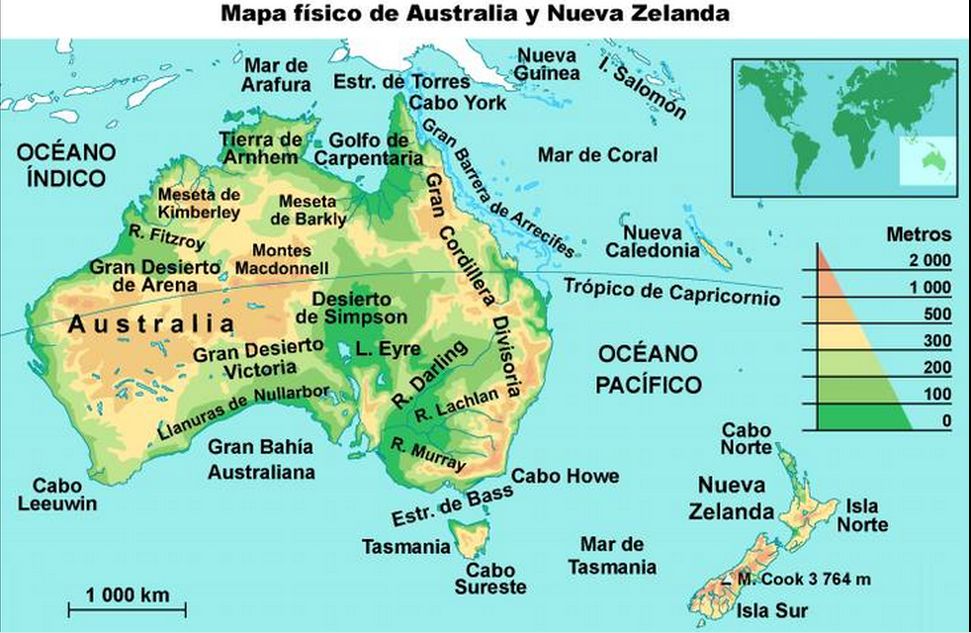 Mapa físico de Australia y Nueva Zelanda
Mar de
Arafura
Estr. de Torres
Nueva
Guinea
I. Salomón
Cabo York
OCÉANO
ÍNDICO
Tierra de
Arnhem
Golfo de
Carpentaria
Gran Barrera de Arrecifes
Mar de Coral
Meseta de
Kimberley
Meseta
de Barkly
Gran Cordillera Divisoria
R. Fitzroy
Nueva
Caledonia
Gran Desierto
de Arena
Montes
Macdonnell
Trópico de Capricornio
Metros
2 000
1 000
500
300
200
100
0
Australia
Desierto
de Simpson
Gran Desierto
Victoria
L. Eyre
R. Darling
OCÉANO
PACÍFICO
Llanuras de Nullarbor
R. Lachlan
R. Murray
Gran Bahía
Australiana
Cabo
Leeuwin
Cabo Howe
Estr. de Bass
Cabo
Norte
Nueva
Zelanda
Isla
Norte
Tasmania
Mar de
Tasmania
Cabo
Sureste
M. Cook 3 764 m
Isla Sur
1 000 km